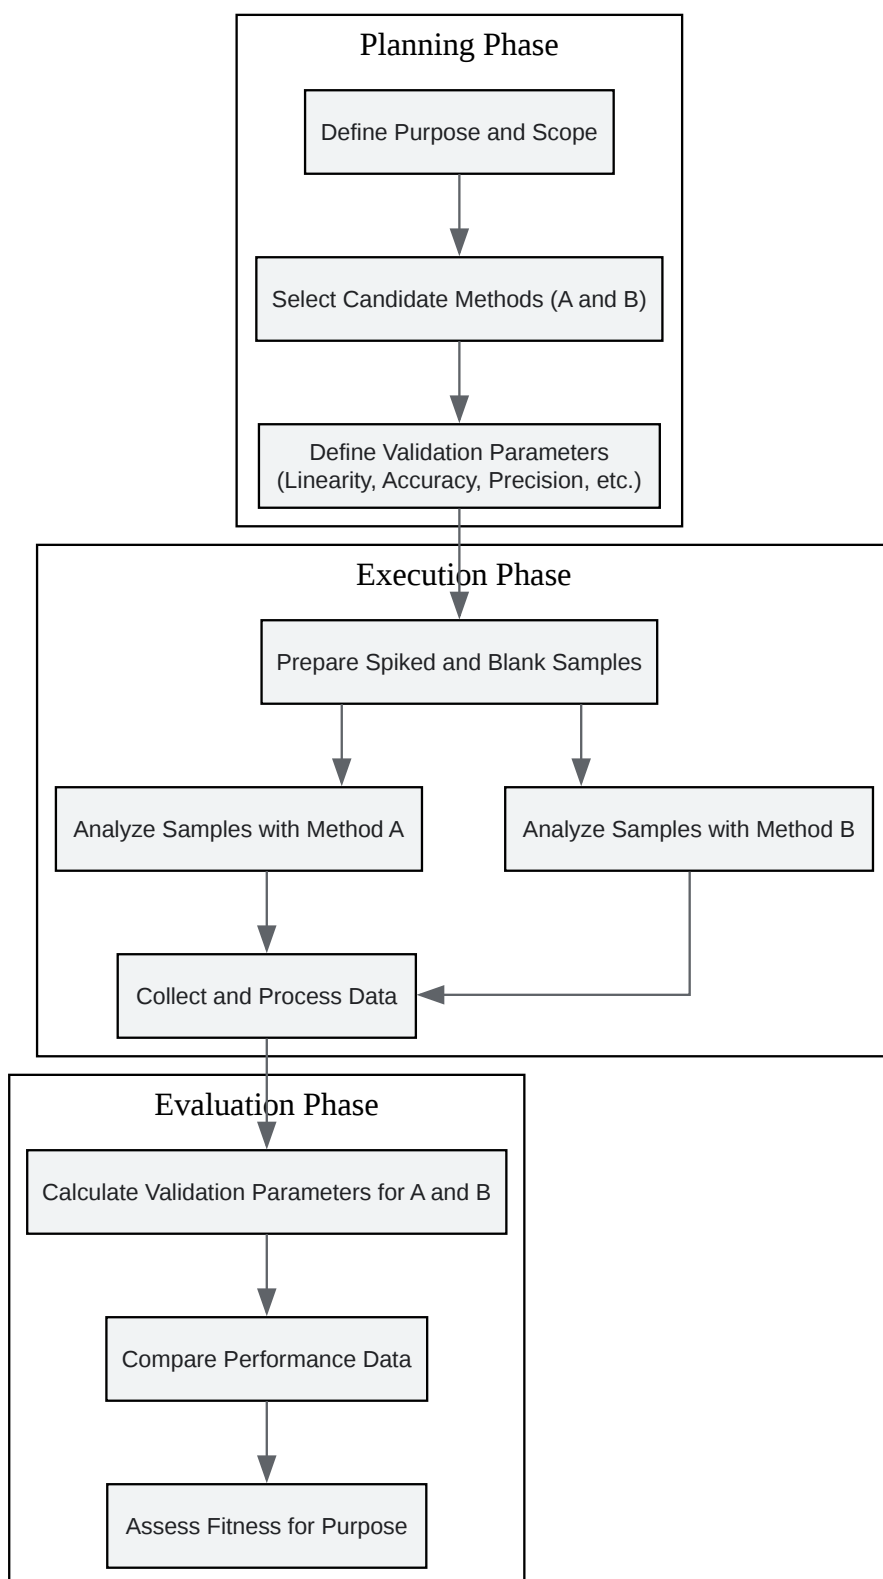 Planning Phase
Define Purpose and Scope
Select Candidate Methods (A and B)
Define Validation Parameters
(Linearity, Accuracy, Precision, etc.)
Execution Phase
Prepare Spiked and Blank Samples
Analyze Samples with Method A
Analyze Samples with Method B
Collect and Process Data
Evaluation Phase
Calculate Validation Parameters for A and B
Compare Performance Data
Assess Fitness for Purpose